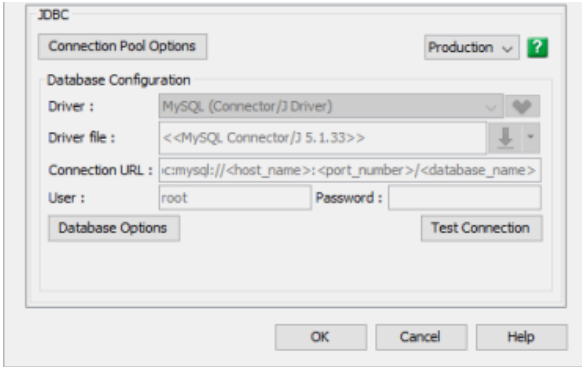 JDBC
Connection Pool Options Production ?
Database Configuration
Driver : MySQL (Connector/J Driver)
Driver file : <<MySQL Connector/J 5.1.33>>
Connection URL : c:mysql://<host_name>:<port_number>/<database_name>
User : root Password :
Database Options Test Connection
OK Cancel Help